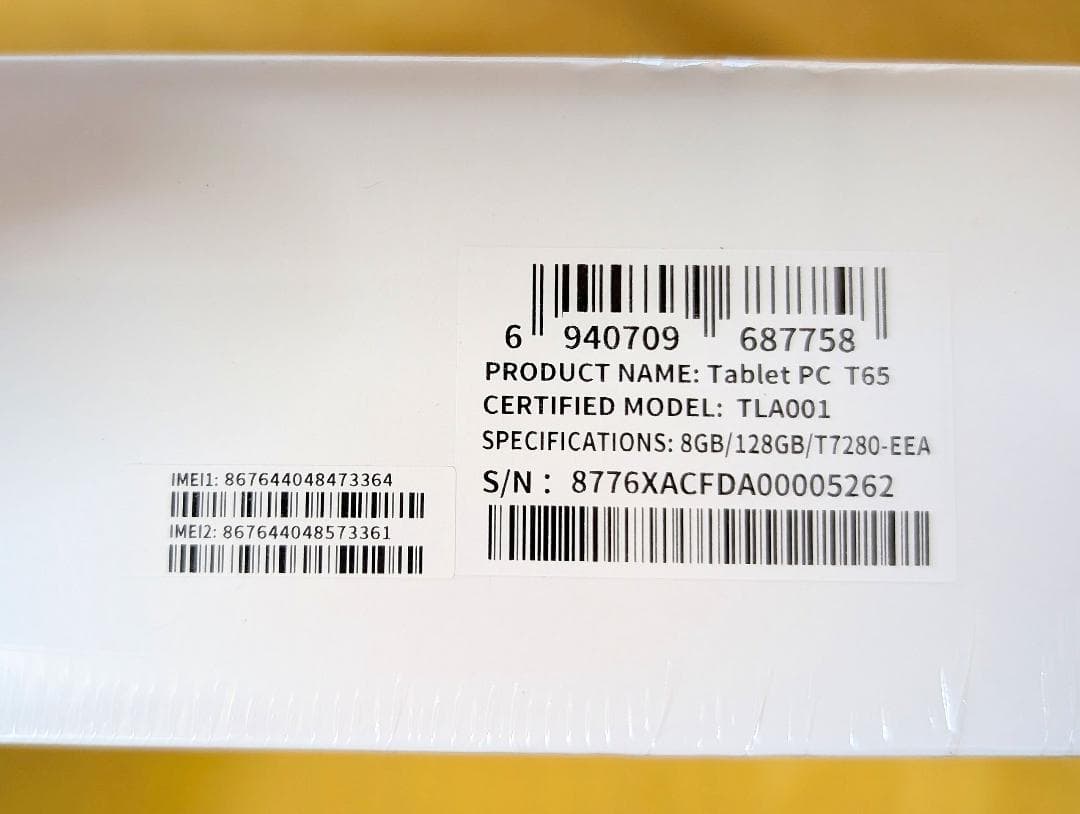 6 940709 687758
PRODUCT NAME: Tablet PC T65
CERTIFIED MODEL: TLA001
SPECIFICATIONS: 8GB/128GB/T7280-EEA
S/N : 8776XACFDA00005262
IMEI1: 867644048473364
IMEI2: 867644048573361